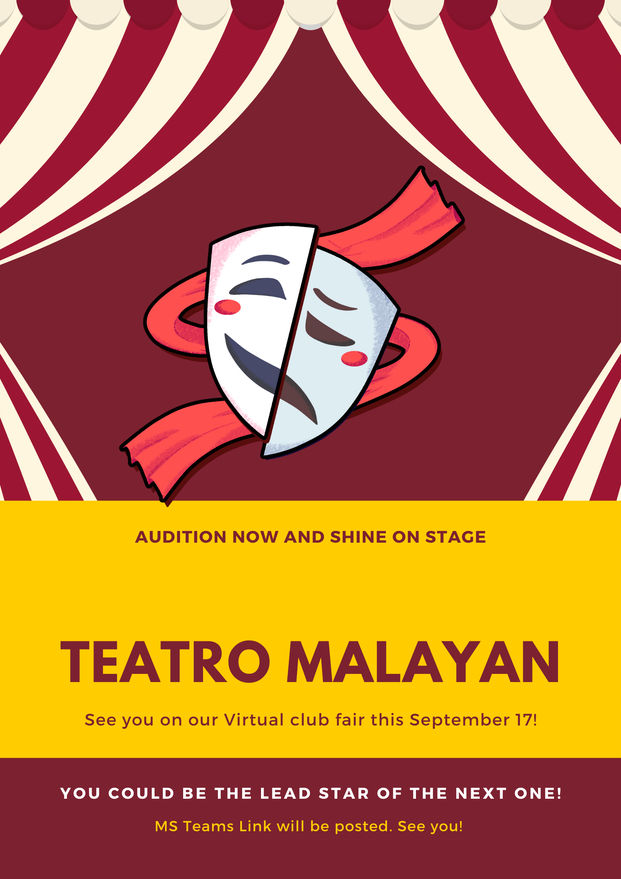 AUDITION NOW AND SHINE ON STAGE
TEATRO MALAYAN
See you on our Virtual club fair this September 17!
YOU COULD BE THE LEAD STAR OF THE NEXT ONE!
MS Teams Link will be posted. See you!